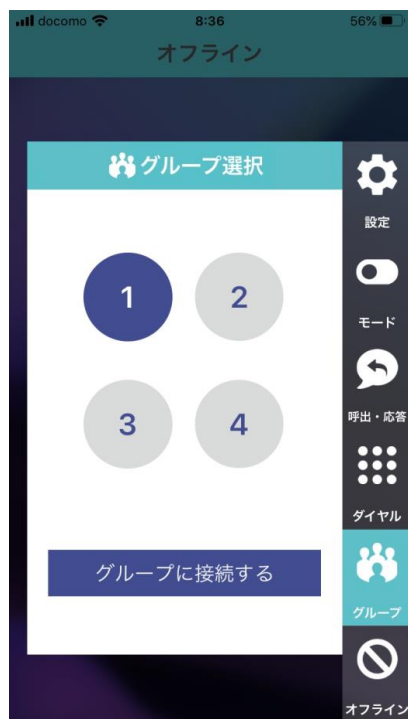 docomo 8:36 56%
オフライン
グループ選択
1 2
3 4
グループに接続する
設定
モード
呼出・応答
ダイヤル
グループ
オフライン